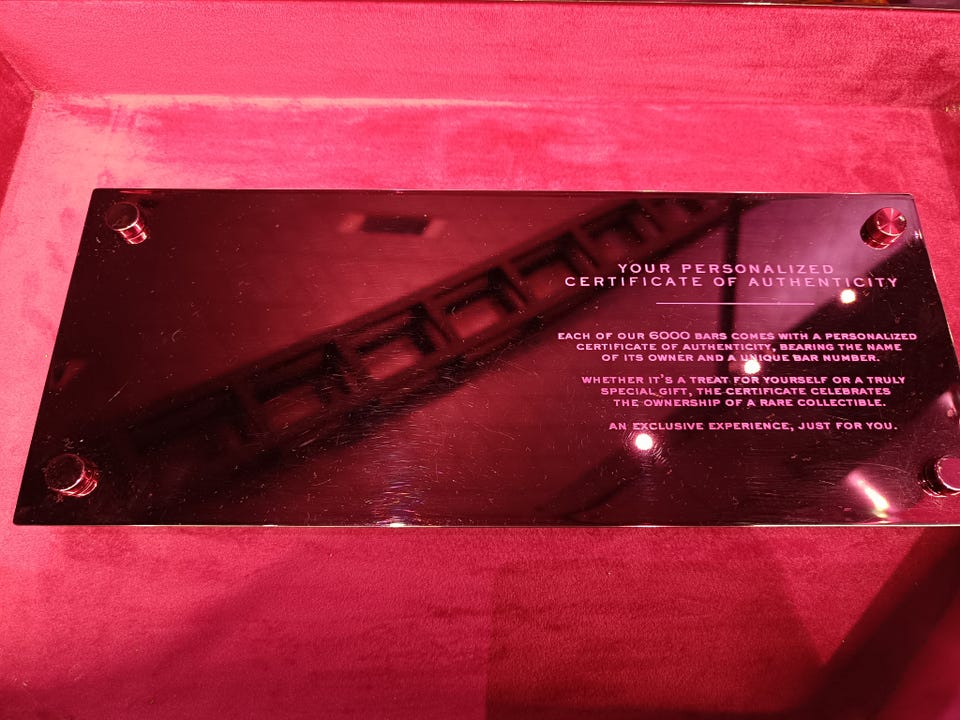 YOUR PERSONALIZED
CERTIFICATE OF AUTHENTICITY
EACH OF OUR 6000 BARS COMES WITH A PERSONALIZED
CERTIFICATE OF AUTHENTICITY, BEARING THE NAME
OF ITS OWNER AND A UNIQUE BAR NUMBER.
WHETHER IT'S A TREAT FOR YOURSELF OR A TRULY
SPECIAL GIFT, THE CERTIFICATE CELEBRATES
THE OWNERSHIP OF A RARE COLLECTIBLE.
AN EXCLUSIVE EXPERIENCE, JUST FOR YOU.